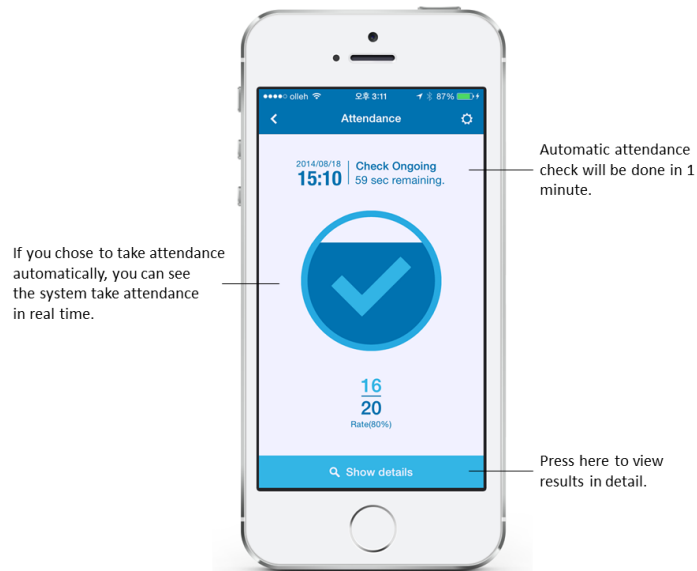 olleh 오후 3:11 87%
Attendance
2014/08/18
15:10
Check Ongoing
59 sec remaining.
16
20
Rate(80%)
Show details
Automatic attendance
check will be done in 1
minute.
If you chose to take attendance
automatically, you can see
the system take attendance
in real time.
Press here to view
results in detail.